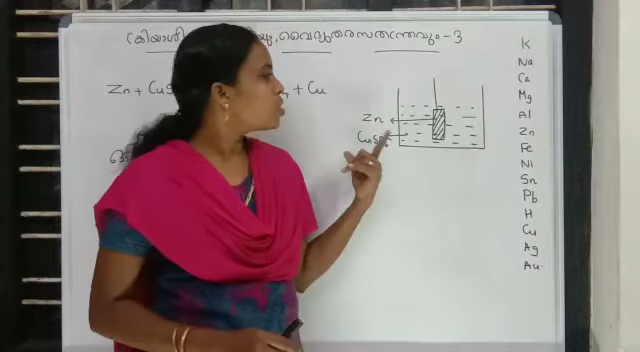 ക്രിയാശീ യും, വൈദ്യുതരസതന്ത്രവും - 3
Zn + CuS + Cu
Zn
CuS
K
Na
Ca
Mg
Al
Zn
Fe
Ni
Sn
Pb
H
Cu
Ag
Au